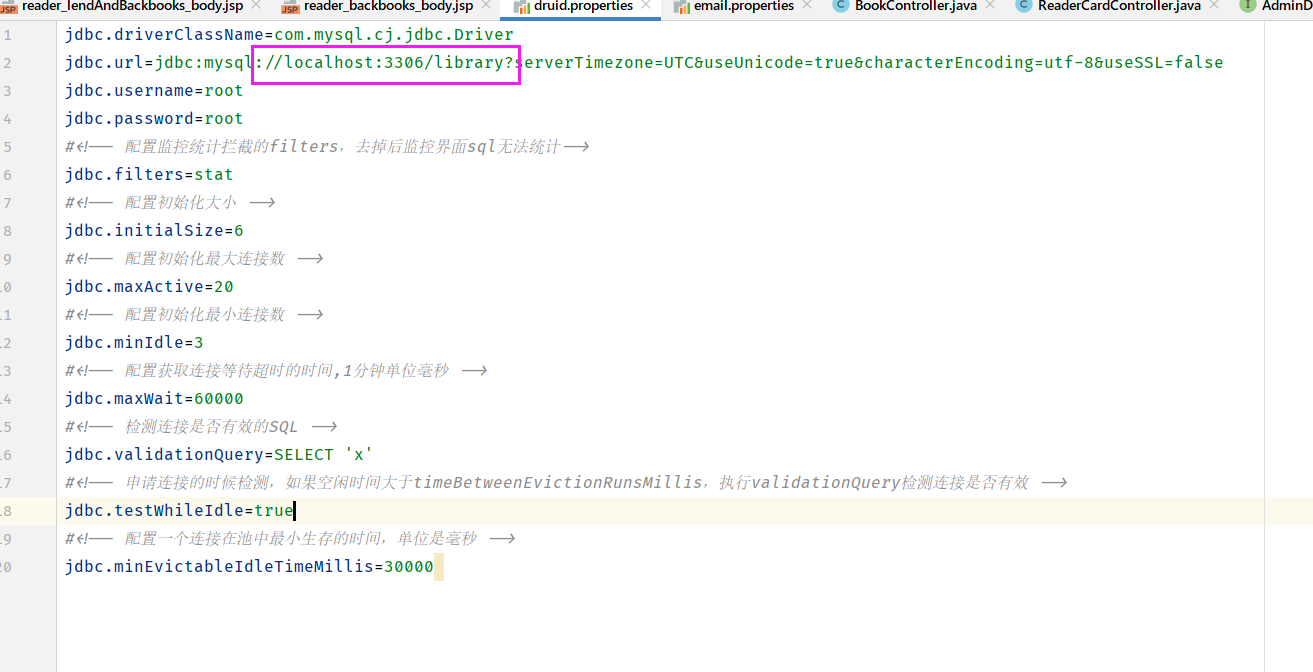 reader_lendAndBackbooks_body.jsp reader_backbooks_body.jsp druid.properties email.properties BookController.java ReaderCardController.java AdminD
1 jdbc.driverClassName=com.mysql.cj.jdbc.Driver
2 jdbc.url=jdbc:mysql://localhost:3306/library?serverTimezone=UTC&useUnicode=true&characterEncoding=utf-8&useSSL=false
3 jdbc.username=root
4 jdbc.password=root
5 #<!-- 配置监控统计拦截的filters，去掉后监控界面sql无法统计-->
6 jdbc.filters=stat
7 #<!-- 配置初始化大小 -->
8 jdbc.initialSize=6
9 #<!-- 配置初始化最大连接数 -->
10 jdbc.maxActive=20
11 #<!-- 配置初始化最小连接数 -->
12 jdbc.minIdle=3
13 #<!-- 配置获取连接等待超时的时间,1分钟单位毫秒 -->
14 jdbc.maxWait=60000
15 #<!-- 检测连接是否有效的SQL -->
16 jdbc.validationQuery=SELECT 'x'
17 #<!-- 申请连接的时候检测，如果空闲时间大于timeBetweenEvictionRunsMillis，执行validationQuery检测连接是否有效 -->
18 jdbc.testWhileIdle=true
19 #<!-- 配置一个连接在池中最小生存的时间，单位是毫秒 -->
20 jdbc.minEvictableIdleTimeMillis=30000